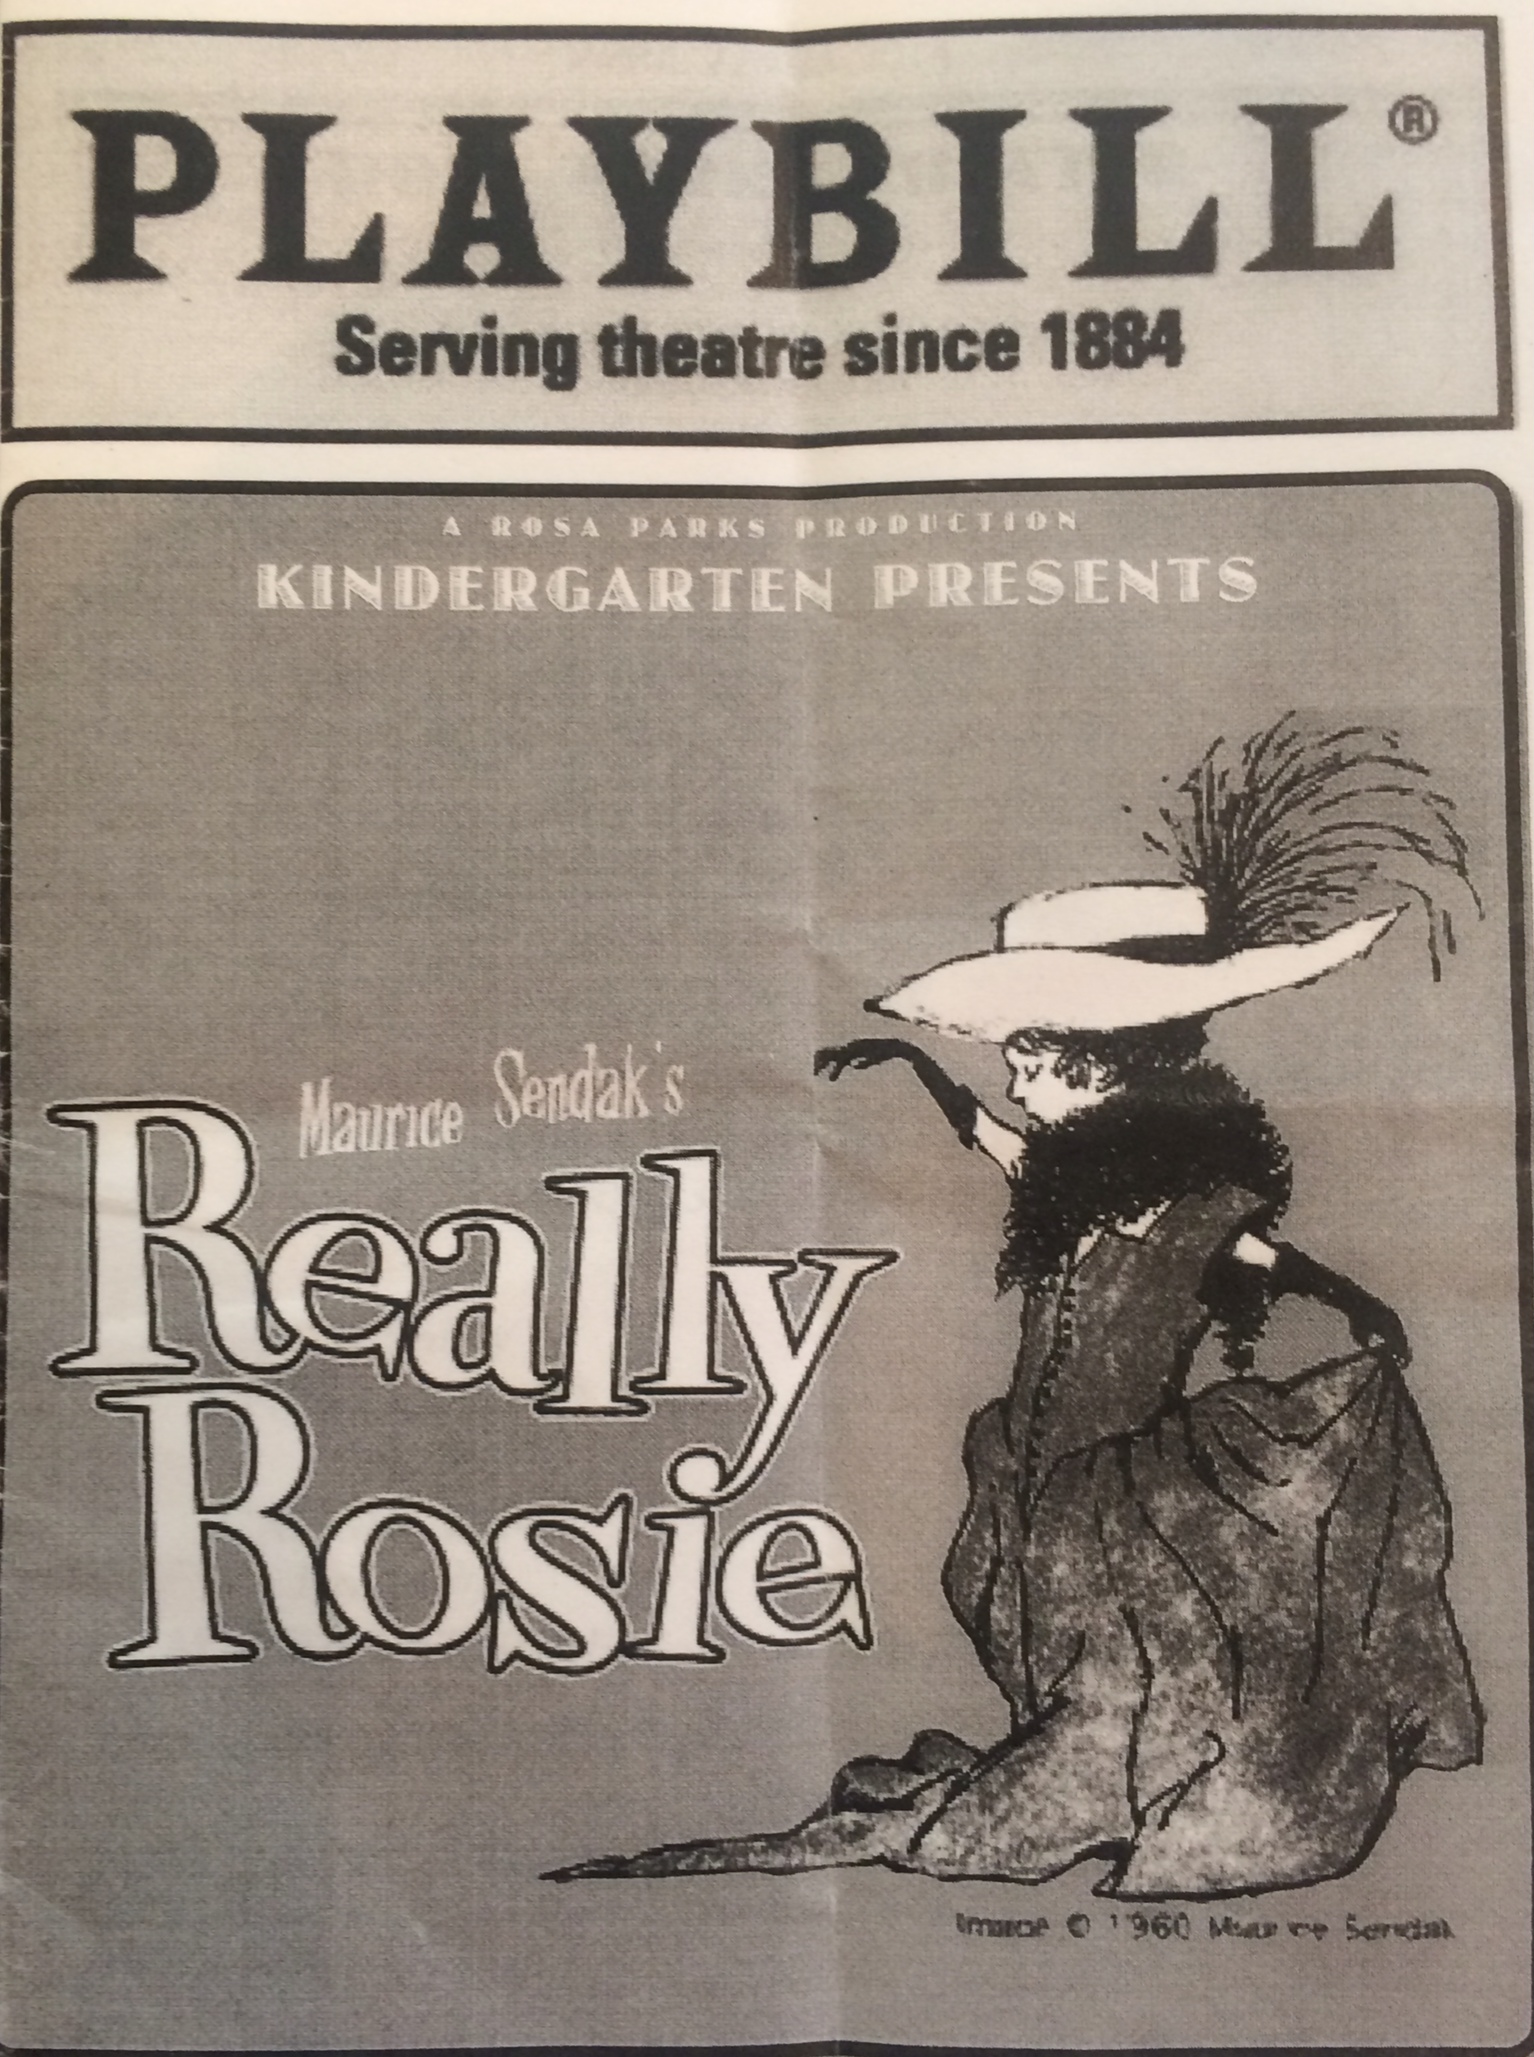 PLAYBILL®
Serving theatre since 1884
A ROSA PARKS PRODUCTION
KINDERGARTEN PRESENTS
Maurice Sendak's
Really
Rosie
Image © 1960 Maurice Sendak